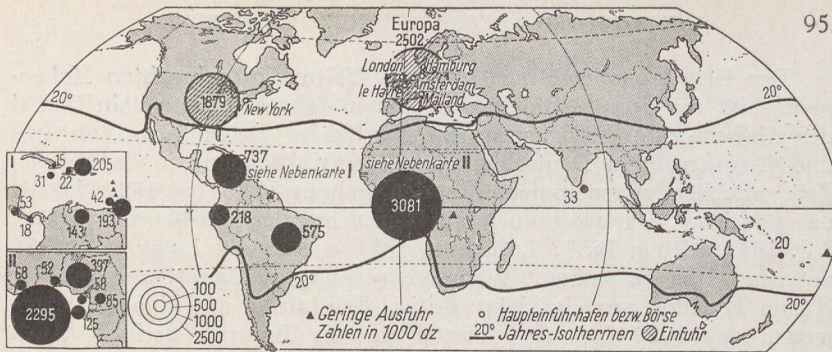 95
Europa
2502
London
Hamburg
le Havre
Amsterdam
Mailand
20°
20°
1879
New York
737
siehe Nebenkarte I
siehe Nebenkarte II
3081
218
575
33
20
20°
20°
I
15
205
31
22
42
53
18
143
193
II
68
52
397
58
85
2295
125
100
500
1000
2500
▲ Geringe Ausfuhr
Zahlen in 1000 dz
Haupteinfuhrhafen bezw. Börse
20° Jahres-Isothermen
Einfuhr